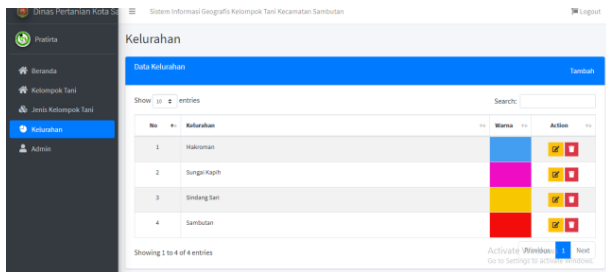 Dinas Pertanian Kota Sa
Sistem Informasi Geografis Kelompok Tani Kecamatan Sambutan
Logout
Pratirta
Kelurahan
Beranda
Kelompok Tani
Jenis Kelompok Tani
Kelurahan
Admin
Data Kelurahan
Tambah
Show 10 entries
Search:
No Kelurahan Warna Action
1 Makroman
2 Sungai Kapih
3 Sindang Sari
4 Sambutan
Showing 1 to 4 of 4 entries
Previous 1 Next
Activate Windows
Go to Settings to activate Windows.